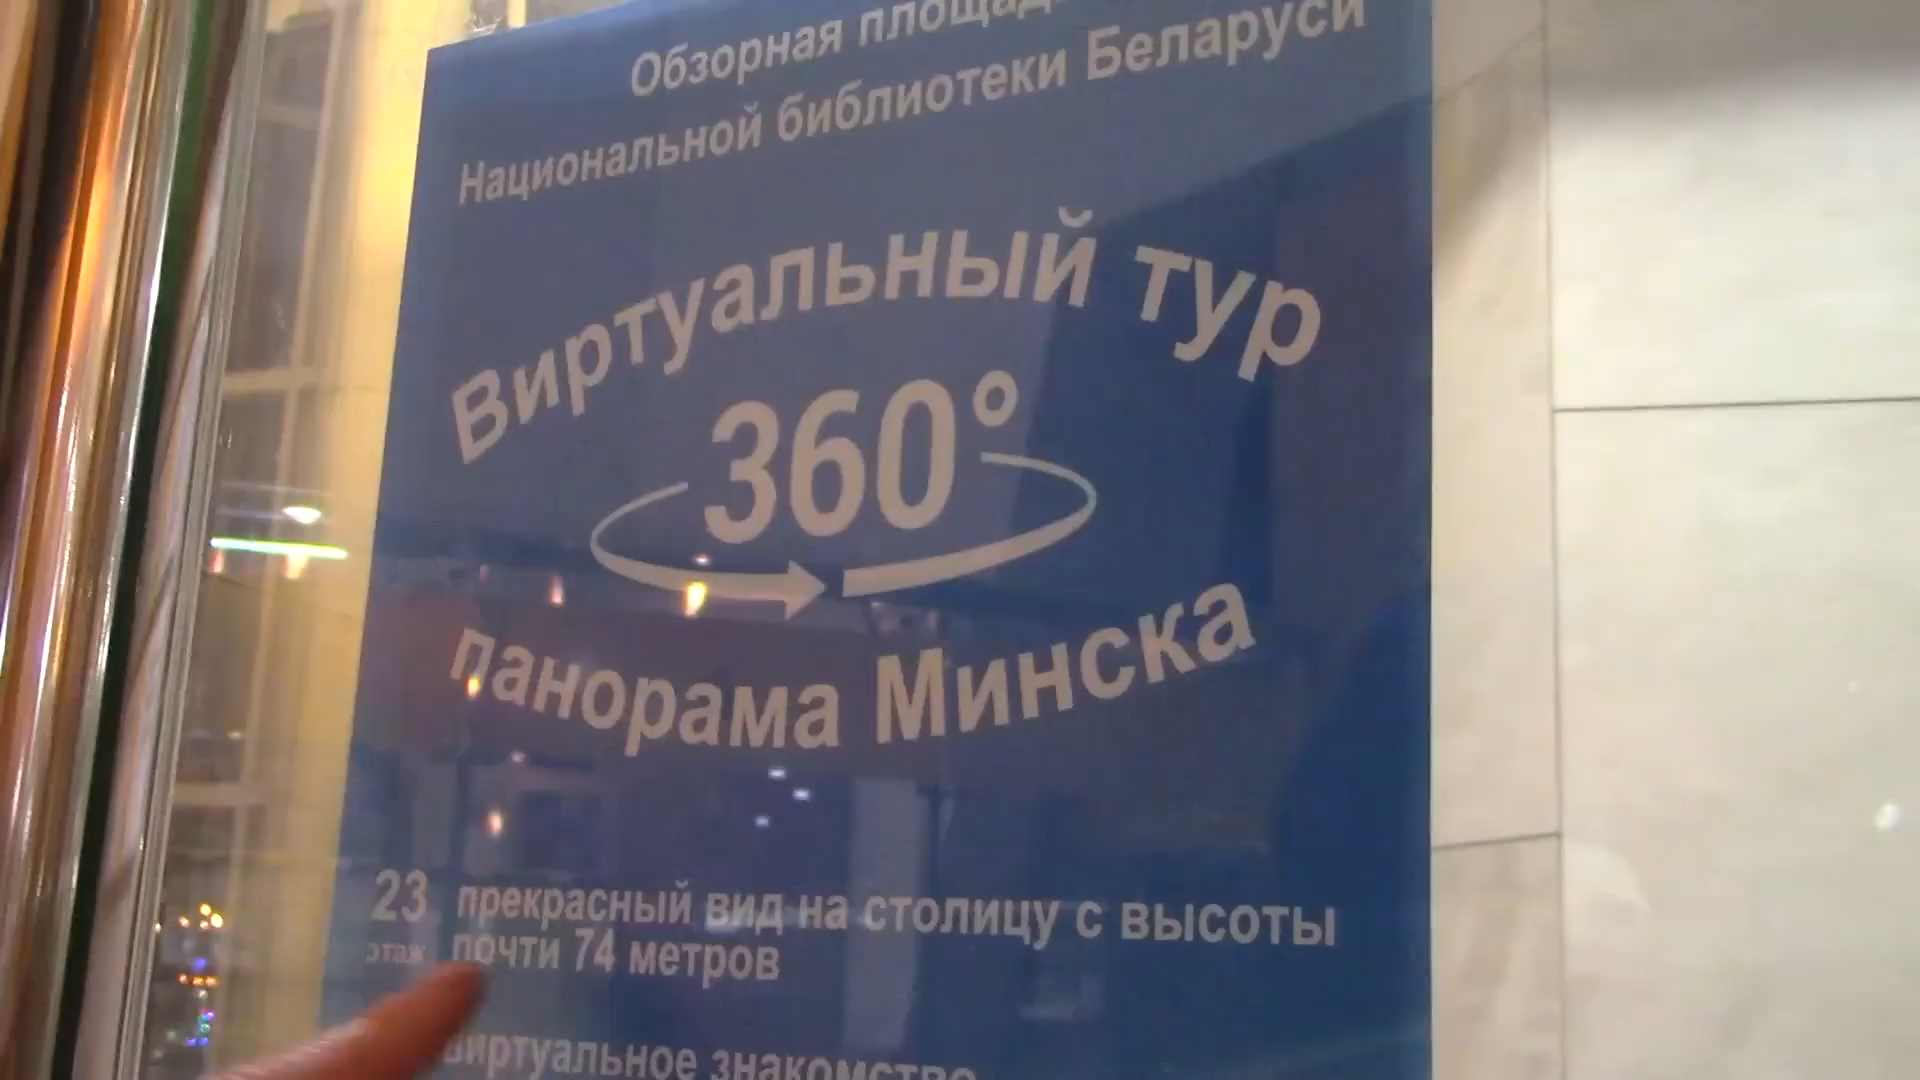 Обзорная
Национальной библиотеки Беларуси
Виртуальный тур
360°
панорама Минска
23 прекрасный вид на столицу с высоты
этаж почти 74 метров
виртуальное знакомство